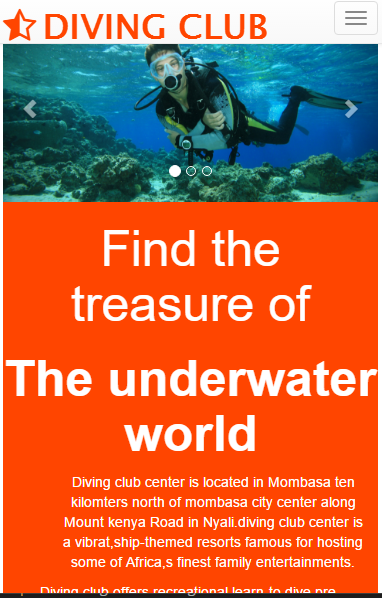 DIVING CLUB
Find the
treasure of
The underwater
world
Diving club center is located in Mombasa ten
kilomters north of mombasa city center along
Mount kenya Road in Nyali.diving club center is
a vibrat,ship-themed resorts famous for hosting
some of Africa,s finest family entertainments.
Diving club offers recreational learn to dive pre